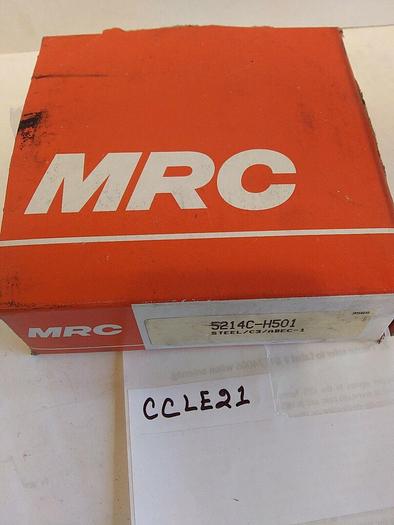 MRC
MRC
5214C-H501
STEEL/C3/ABEC-1
CCLE21